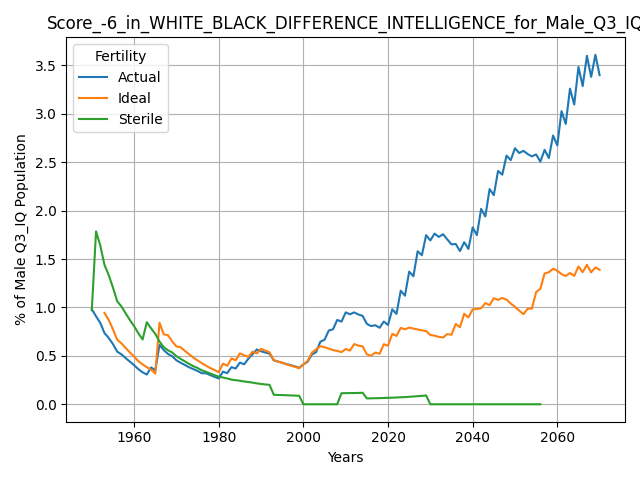 Score_-6_in_WHITE_BLACK_DIFFERENCE_INTELLIGENCE_for_Male_Q3_IQ
Fertility
Actual
Ideal
Sterile
3.5
3.0
2.5
2.0
1.5
1.0
0.5
0.0
% of Male Q3_IQ Population
1960 1980 2000 2020 2040 2060
Years